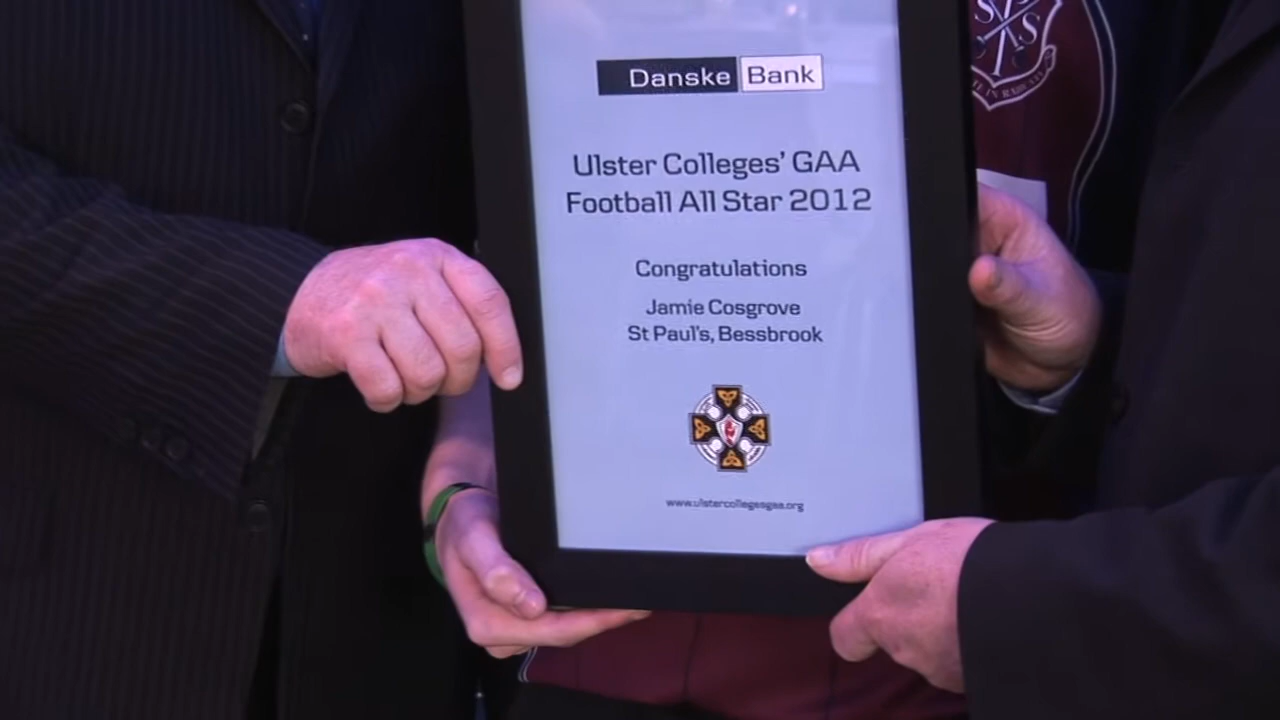 Danske Bank
Ulster Colleges' GAA
Football All Star 2012
Congratulations
Jamie Cosgrove
St Paul's, Bessbrook
www.ulstercollegesgaa.org